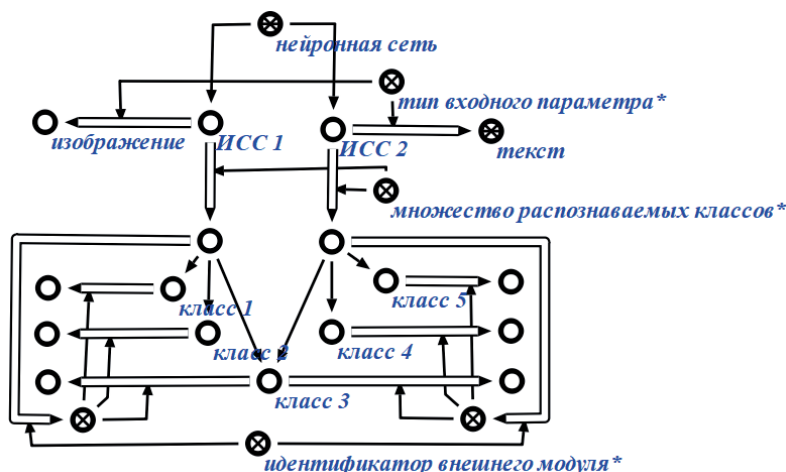 нейронная сеть
тип входного параметра*
изображение
ИСС 1
ИСС 2
текст
множество распознаваемых классов*
класс 1
класс 5
класс 2
класс 4
класс 3
идентификатор внешнего модуля*